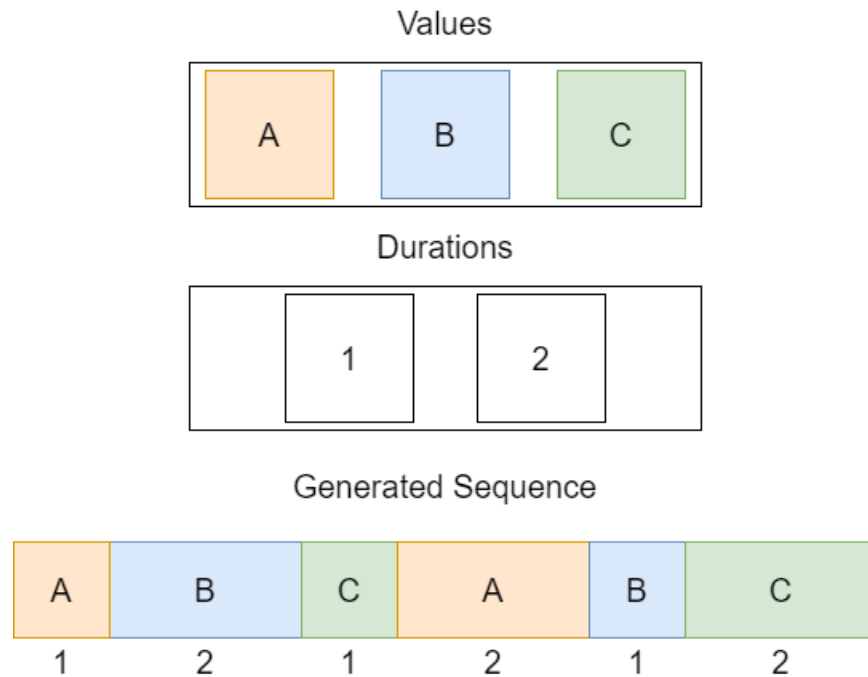 Values
A B C
Durations
1 2
Generated Sequence
A B C A B C
1 2 1 2 1 2